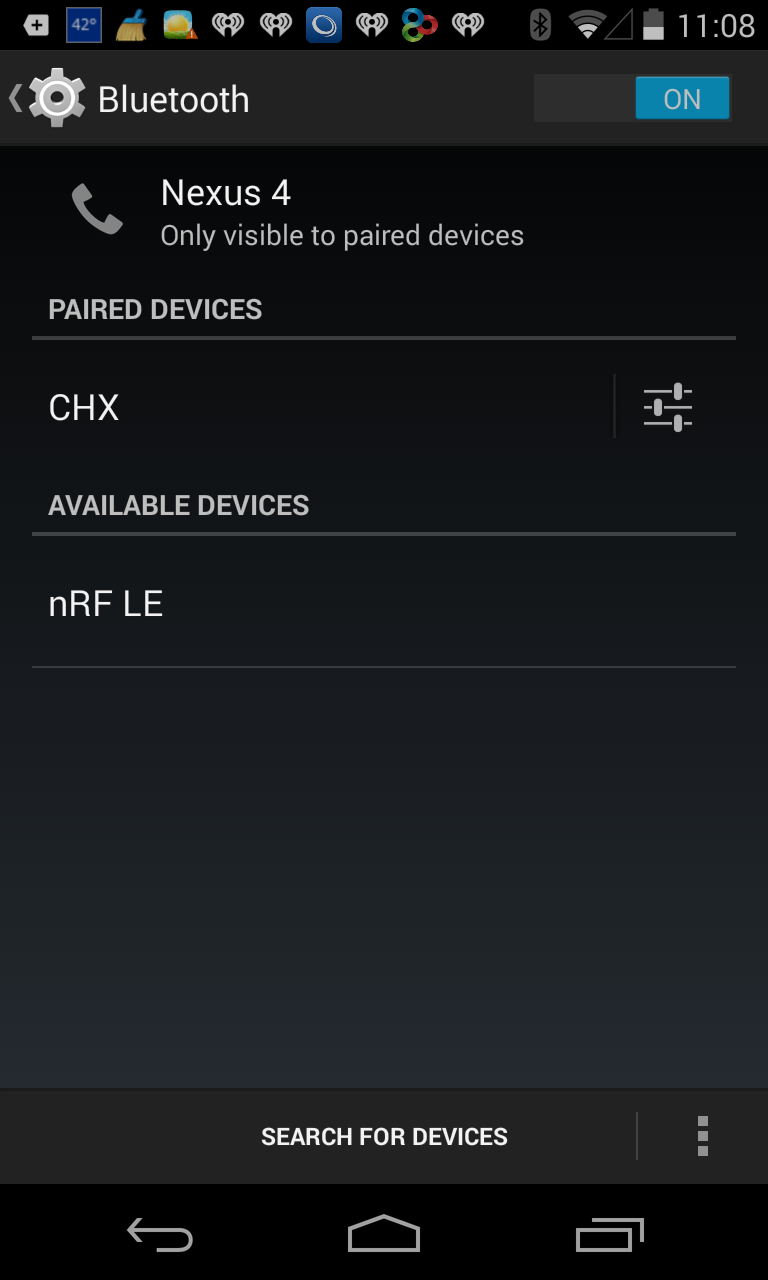 42° 11:08
Bluetooth ON
Nexus 4
Only visible to paired devices
PAIRED DEVICES
CHX
AVAILABLE DEVICES
nRF LE
SEARCH FOR DEVICES